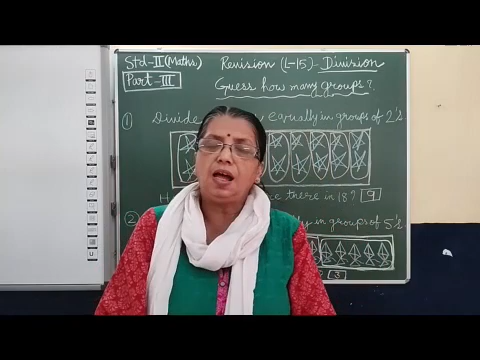 Std-III (Maths) Revision (L-15)- Division
Part-III
Guess how many groups?
① Divide equally in groups of 2's
H there in 18? 9
② in groups of 5's
3